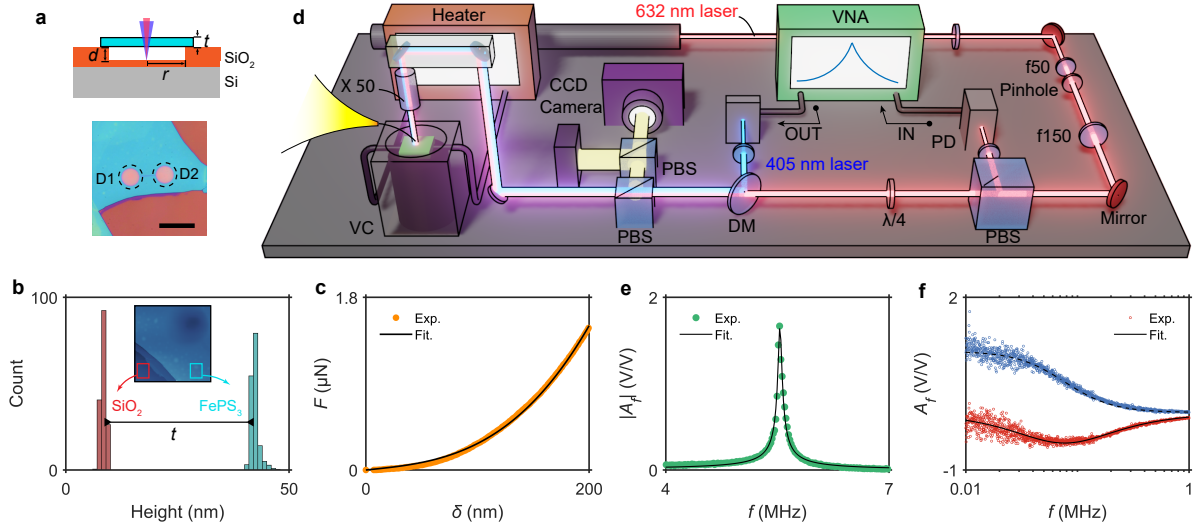 a
t
d
SiO2
r
Si
D1
D2
d
Heater
632 nm laser
VNA
X 50
CCD
Camera
OUT
IN
f50
Pinhole
PD
f150
405 nm laser
PBS
VC
PBS
DM
λ/4
PBS
Mirror
b
100
Count
SiO2
FePS3
t
0
0
50
Height (nm)
c
1.8
Exp.
Fit.
F (μN)
0
0
200
δ (nm)
e
2
Exp.
Fit.
|Af| (V/V)
0
4
7
f (MHz)
f
2
Exp.
Fit.
Af (V/V)
-1
0.01
1
f (MHz)